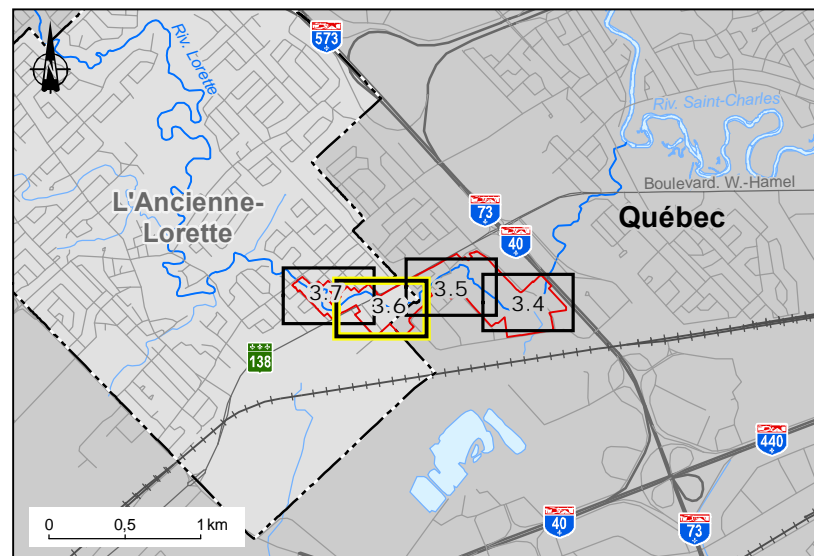 573
Riv. Lorette
Riv. Saint-Charles
Boulevard. W.-Hamel
L'Ancienne-
Lorette
73
Québec
40
3.7
3.6
3.5
3.4
138
440
0 0,5 1 km
40
73